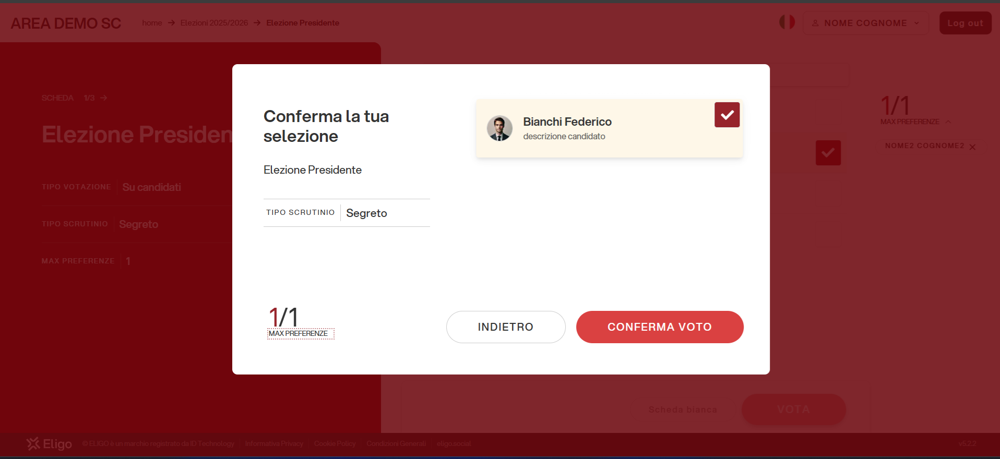 AREA DEMO SC
home → Elezioni 2025/2026 → Elezione Presidente
NOME COGNOME
Log out
SCHEDA 1/3 →
Elezione Presiden
TIPO VOTAZIONE Su candidati
TIPO SCRUTINIO Segreto
MAX PREFERENZE 1
Conferma la tua
selezione
Elezione Presidente
TIPO SCRUTINIO Segreto
Bianchi Federico
descrizione candidato
1/1
MAX PREFERENZE
INDIETRO
CONFERMA VOTO
1/1
MAX PREFERENZE
NOME2 COGNOME2
Scheda bianca
VOTA
Eligo
© ELIGO è un marchio registrato da ID Technology
Informativa Privacy
Cookie Policy
Condizioni Generali
eligo.social
v5.2.2